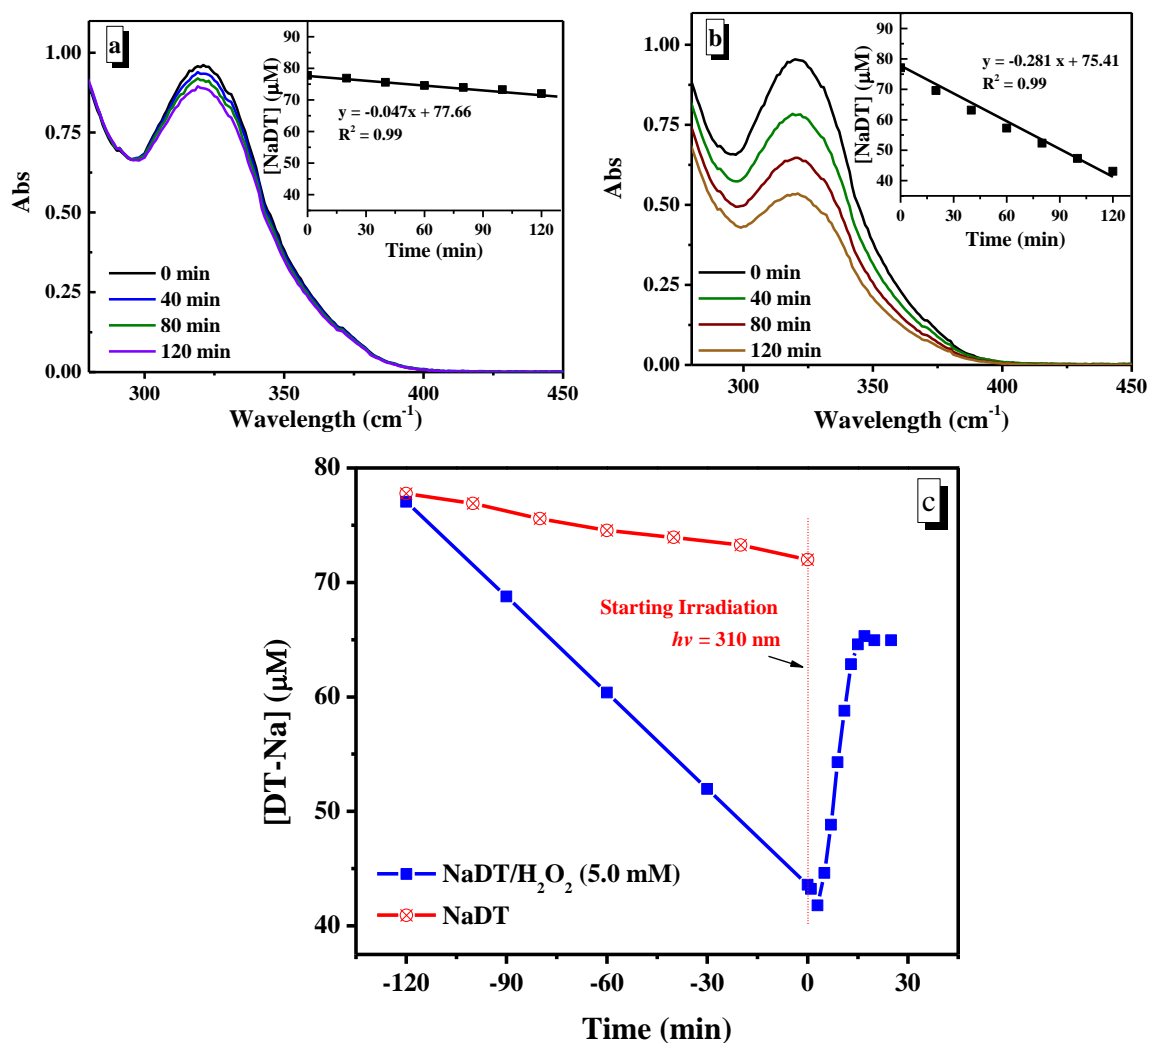 a
1.00
0.75
0.50
0.25
0.00
Abs
300
350
400
450
Wavelength (cm⁻¹)
0 min
40 min
80 min
120 min
[NaDT] (μM)
90
80
70
60
50
40
y = -0.047x + 77.66
R² = 0.99
0
30
60
90
120
Time (min)
b
1.00
0.75
0.50
0.25
0.00
Abs
300
350
400
450
Wavelength (cm⁻¹)
0 min
40 min
80 min
120 min
[NaDT] (μM)
90
80
70
60
50
40
y = -0.281 x + 75.41
R² = 0.99
0
30
60
90
120
Time (min)
c
80
70
60
50
40
[DT-Na] (μM)
Starting Irradiation
hν = 310 nm
NaDT/H₂O₂ (5.0 mM)
NaDT
-120
-90
-60
-30
0
30
Time (min)